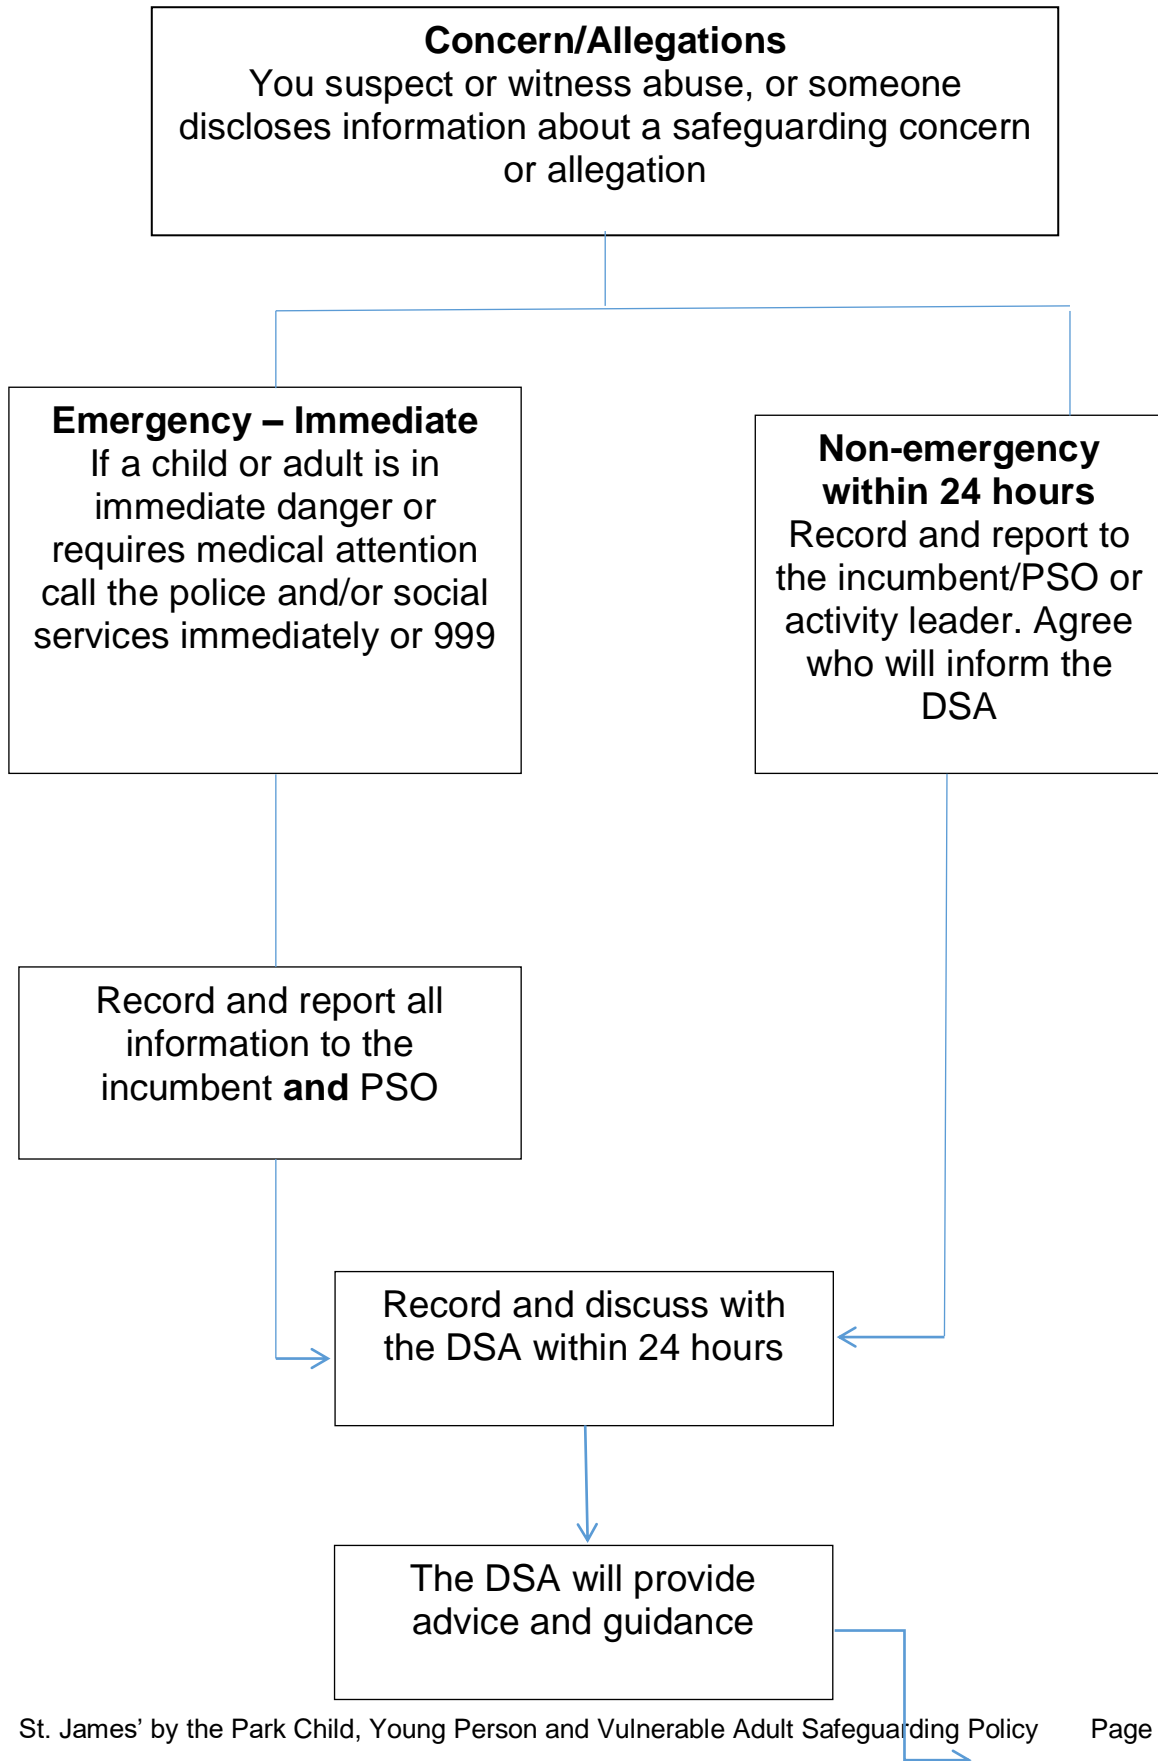 Concern/Allegations
You suspect or witness abuse, or someone
discloses information about a safeguarding concern
or allegation
Emergency – Immediate
If a child or adult is in
immediate danger or
requires medical attention
call the police and/or social
services immediately or 999
Non-emergency
within 24 hours
Record and report to
the incumbent/PSO or
activity leader. Agree
who will inform the
DSA
Record and report all
information to the
incumbent and PSO
Record and discuss with
the DSA within 24 hours
The DSA will provide
advice and guidance
St. James’ by the Park Child, Young Person and Vulnerable Adult Safeguarding Policy Page